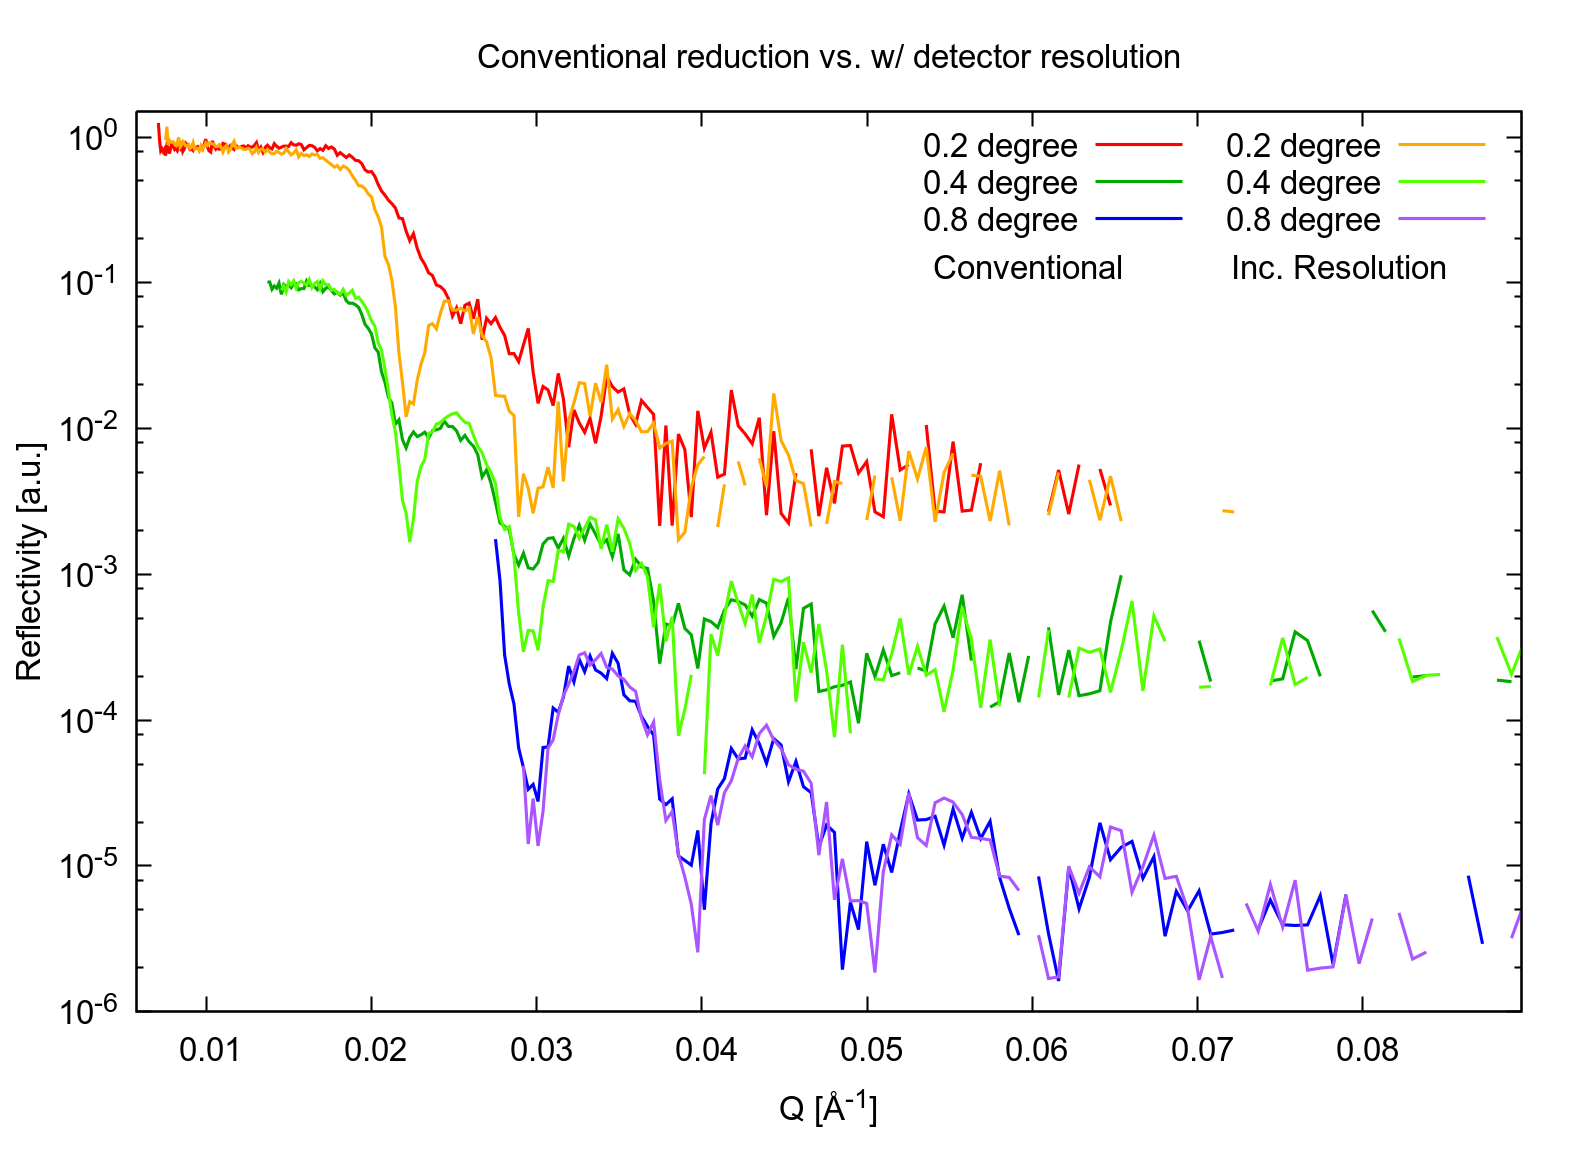 Conventional reduction vs. w/ detector resolution
10⁰
10⁻¹
10⁻²
10⁻³
10⁻⁴
10⁻⁵
10⁻⁶
Reflectivity [a.u.]
0.2 degree 0.2 degree
0.4 degree 0.4 degree
0.8 degree 0.8 degree
Conventional Inc. Resolution
0.01 0.02 0.03 0.04 0.05 0.06 0.07 0.08
Q [Å⁻¹]